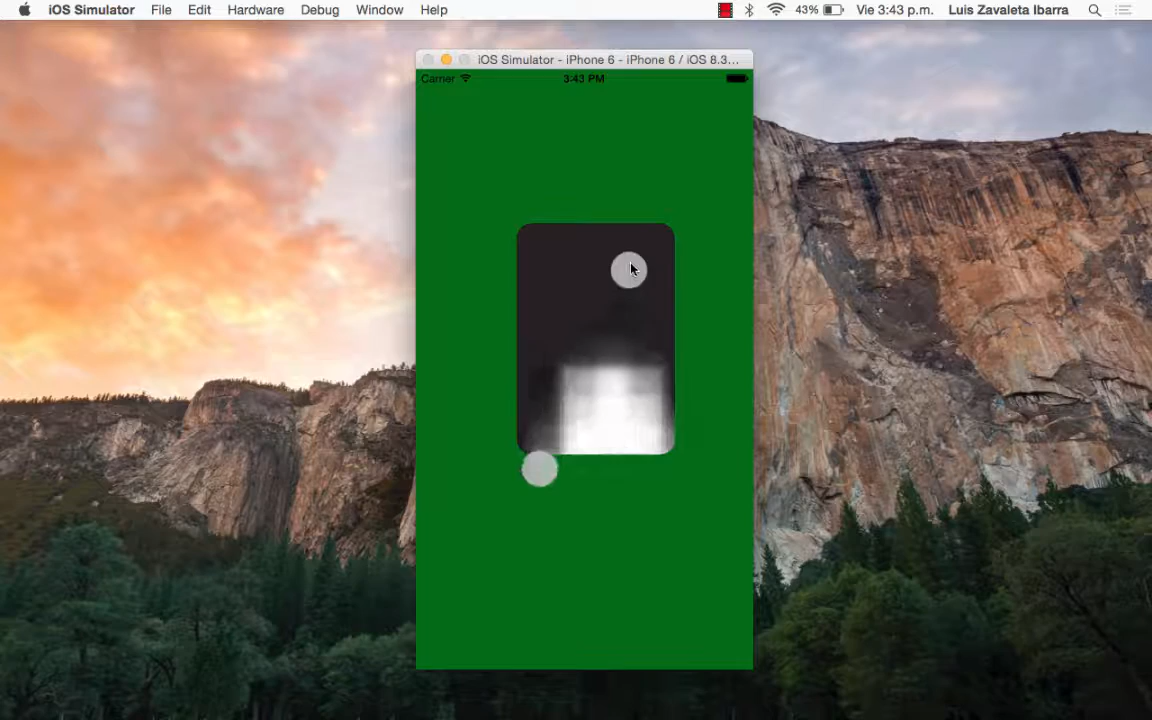 iOS Simulator File Edit Hardware Debug Window Help 43% Vie 3:43 p.m. Luis Zavaleta Ibarra
iOS Simulator - iPhone 6 - iPhone 6 / iOS 8.3...
Carrier 3:43 PM